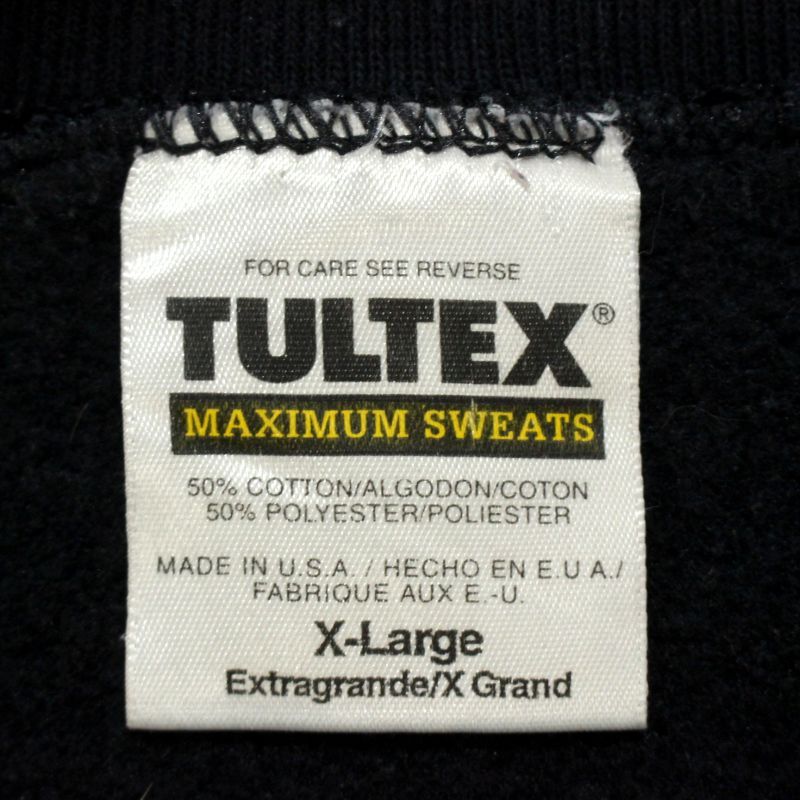 FOR CARE SEE REVERSE
TULTEX®
MAXIMUM SWEATS
50% COTTON/ALGODON/COTON
50% POLYESTER/POLIESTER
MADE IN U.S.A. / HECHO EN E.U A./
FABRIQUE AUX E.-U.
X-Large
Extragrande/X Grand